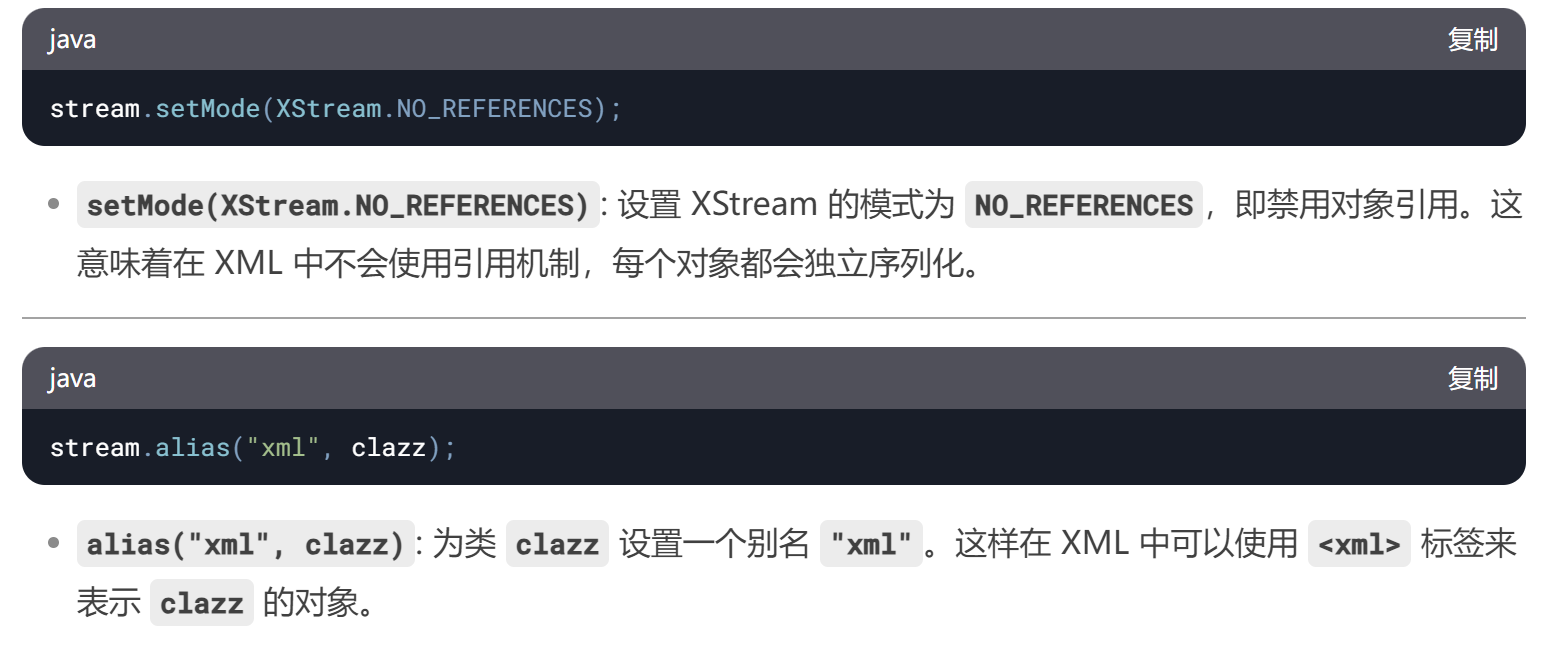 java 复制
stream.setMode(XStream.NO_REFERENCES);
setMode(XStream.NO_REFERENCES): 设置 XStream 的模式为 NO_REFERENCES，即禁用对象引用。这
意味着在 XML 中不会使用引用机制，每个对象都会独立序列化。
java 复制
stream.alias("xml", clazz);
alias("xml", clazz): 为类 clazz 设置一个别名 "xml"。这样在 XML 中可以使用 <xml> 标签来
表示 clazz 的对象。